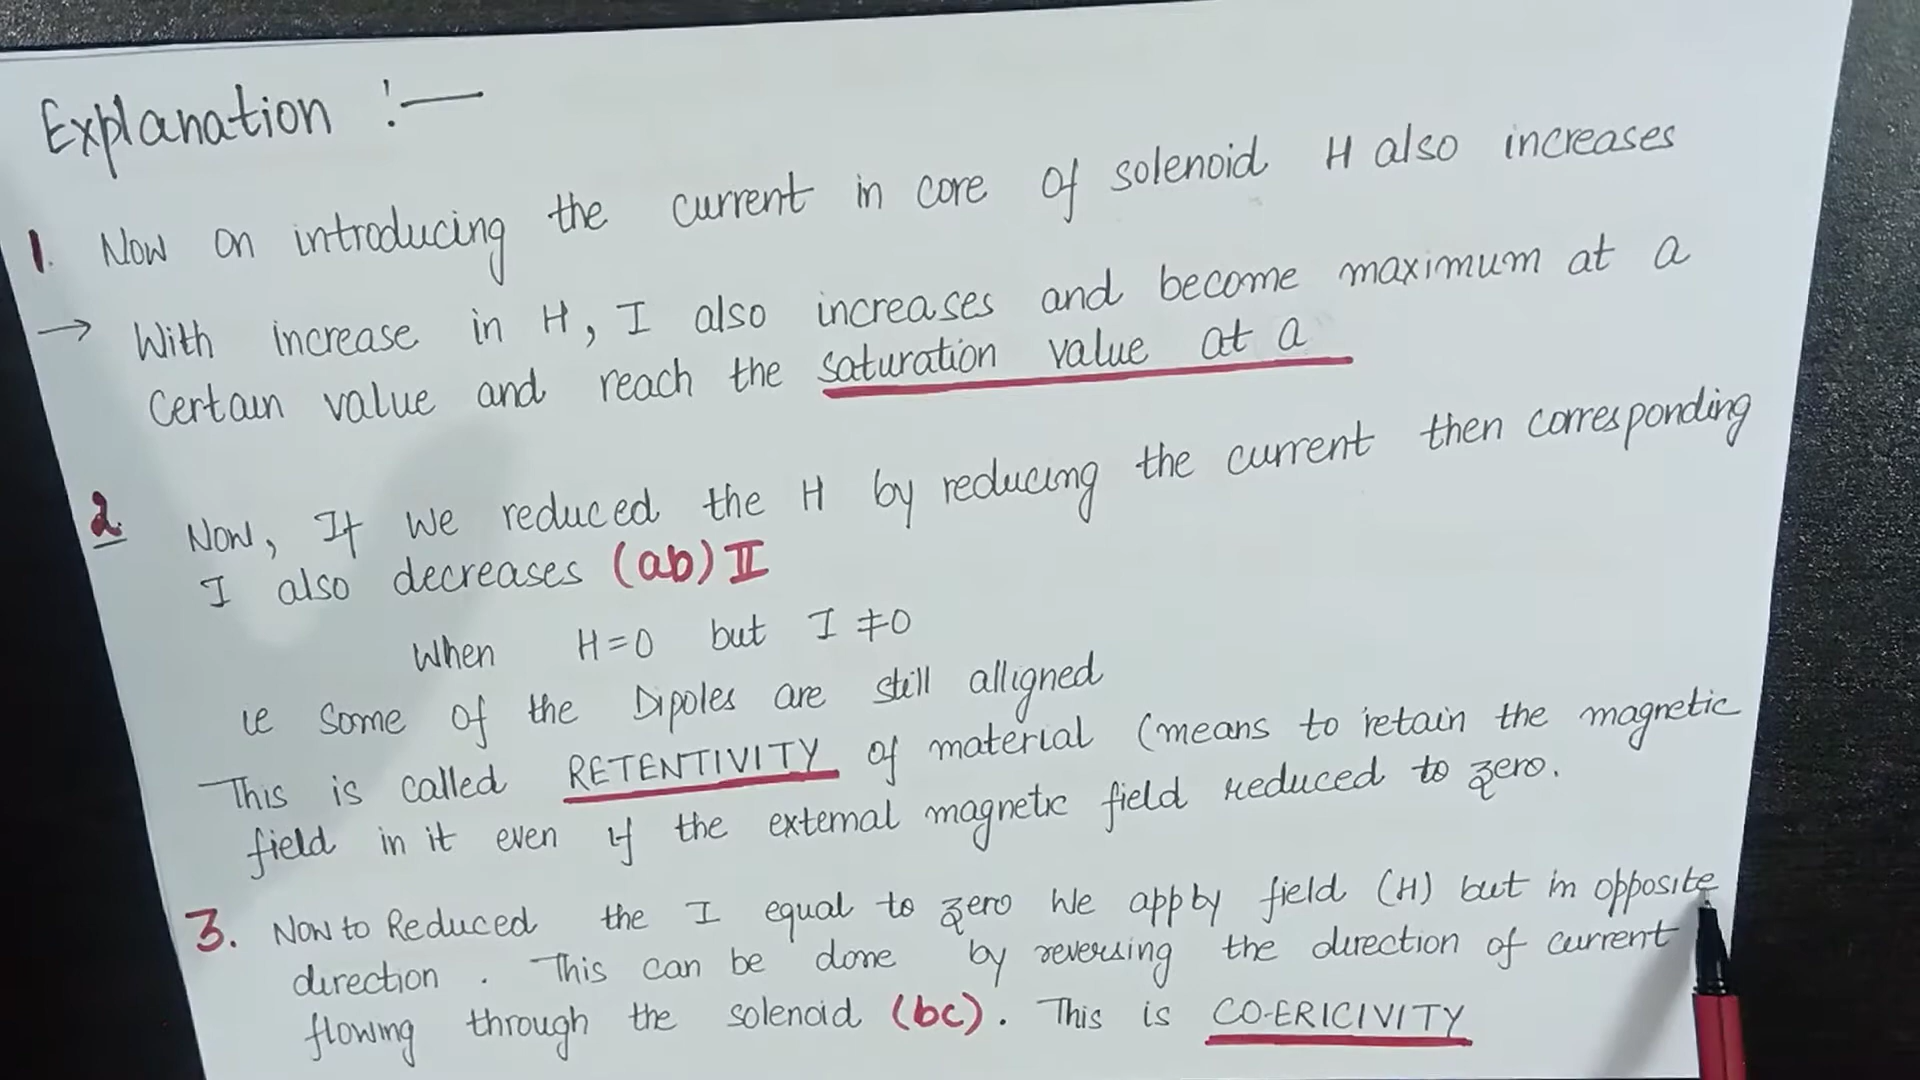 Explanation :—
1. Now on introducing the current in core of solenoid H also increases
→ With increase in H, I also increases and become maximum at a
Certain value and reach the saturation value at a
2. Now, If we reduced the H by reducing the current then corresponding
I also decreases (ab) II
When H=0 but I ≠0
ie some of the Dipoles are still alligned
This is called RETENTIVITY of material (means to retain the magnetic
field in it even if the external magnetic field reduced to zero.
3. Now to Reduced the I equal to zero We appby field (H) but in opposite
direction . This can be done by reversing the direction of current
flowing through the solenoid (bc). This is CO-ERICIVITY